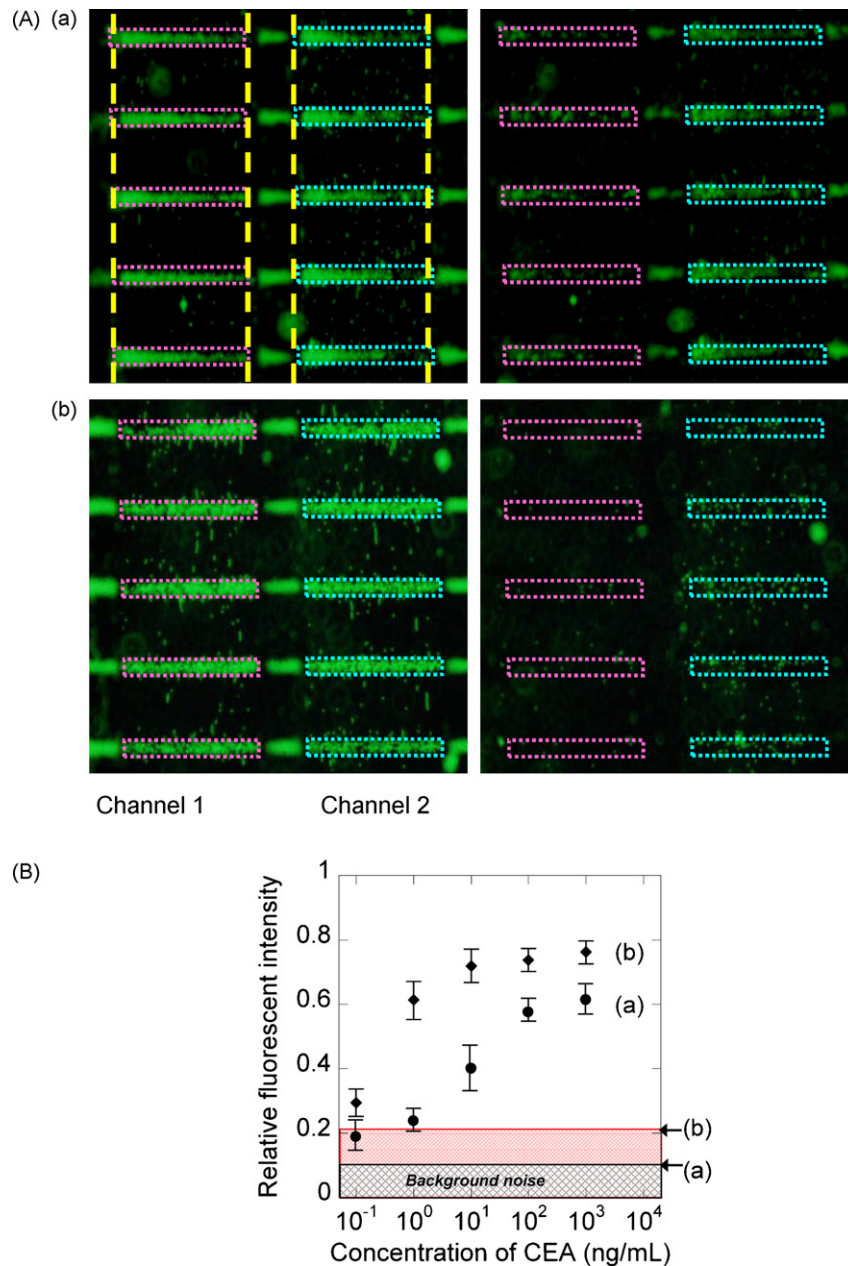 (A) (a)
(b)
Channel 1 Channel 2
(B)
Relative fluorescent intensity
1
0.8
0.6
0.4
0.2
0
(b)
(a)
(b)
(a)
Background noise
10⁻¹ 10⁰ 10¹ 10² 10³ 10⁴
Concentration of CEA (ng/mL)